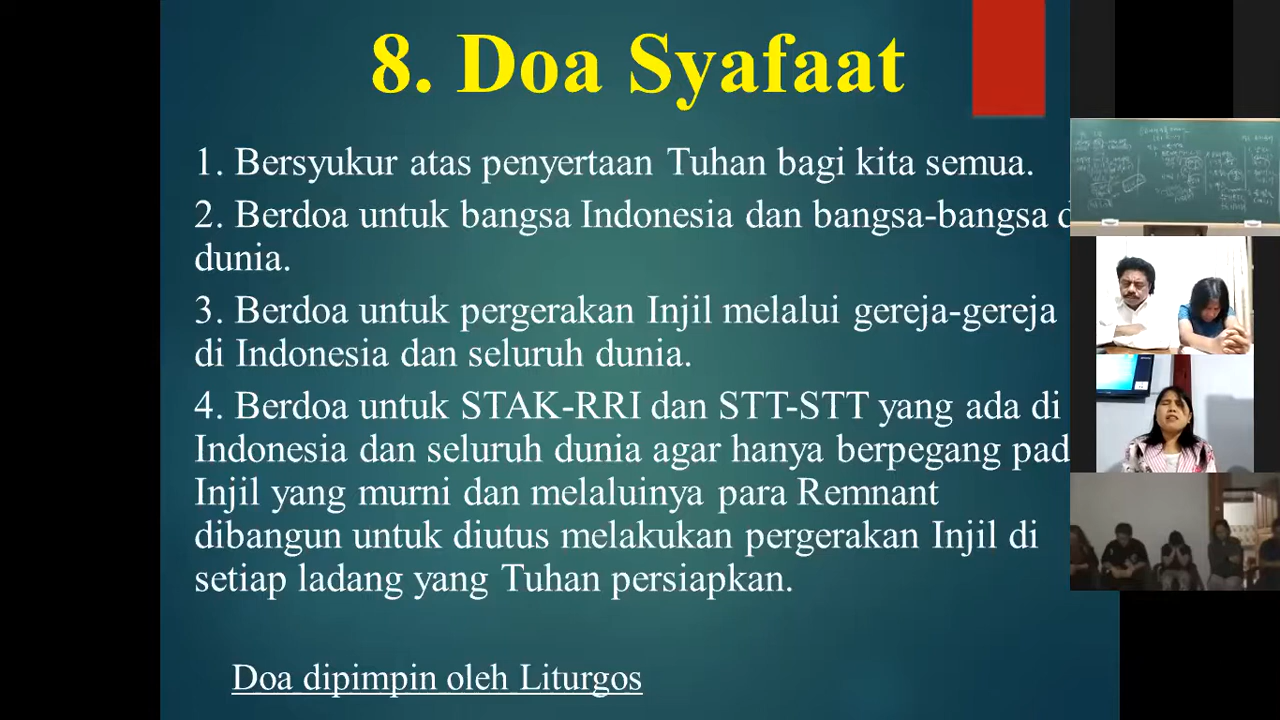 8. Doa Syafaat
1. Bersyukur atas penyertaan Tuhan bagi kita semua.
2. Berdoa untuk bangsa Indonesia dan bangsa-bangsa d
dunia.
3. Berdoa untuk pergerakan Injil melalui gereja-gereja
di Indonesia dan seluruh dunia.
4. Berdoa untuk STAK-RRI dan STT-STT yang ada di
Indonesia dan seluruh dunia agar hanya berpegang pad
Injil yang murni dan melaluinya para Remnant
dibangun untuk diutus melakukan pergerakan Injil di
setiap ladang yang Tuhan persiapkan.
Doa dipimpin oleh Liturgos